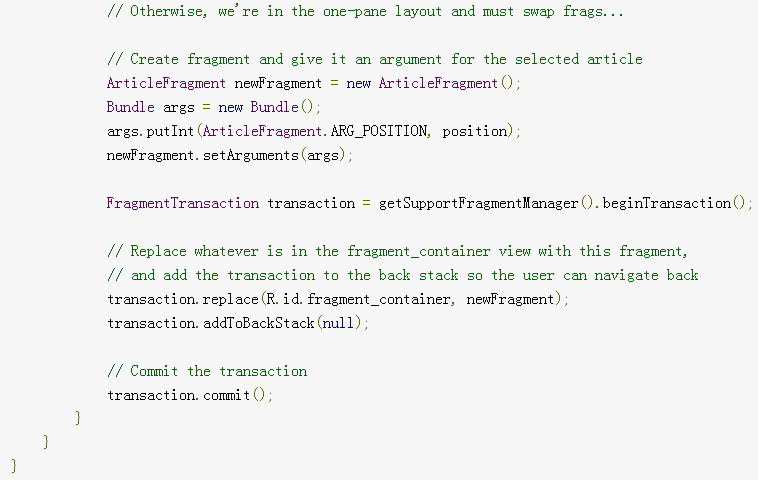 // Otherwise, we're in the one-pane layout and must swap frags...
// Create fragment and give it an argument for the selected article
ArticleFragment newFragment = new ArticleFragment();
Bundle args = new Bundle();
args.putInt(ArticleFragment.ARG_POSITION, position);
newFragment.setArguments(args);
FragmentTransaction transaction = getSupportFragmentManager().beginTransaction();
// Replace whatever is in the fragment_container view with this fragment,
// and add the transaction to the back stack so the user can navigate back
transaction.replace(R.id.fragment_container, newFragment);
transaction.addToBackStack(null);
// Commit the transaction
transaction.commit();
}
}
}